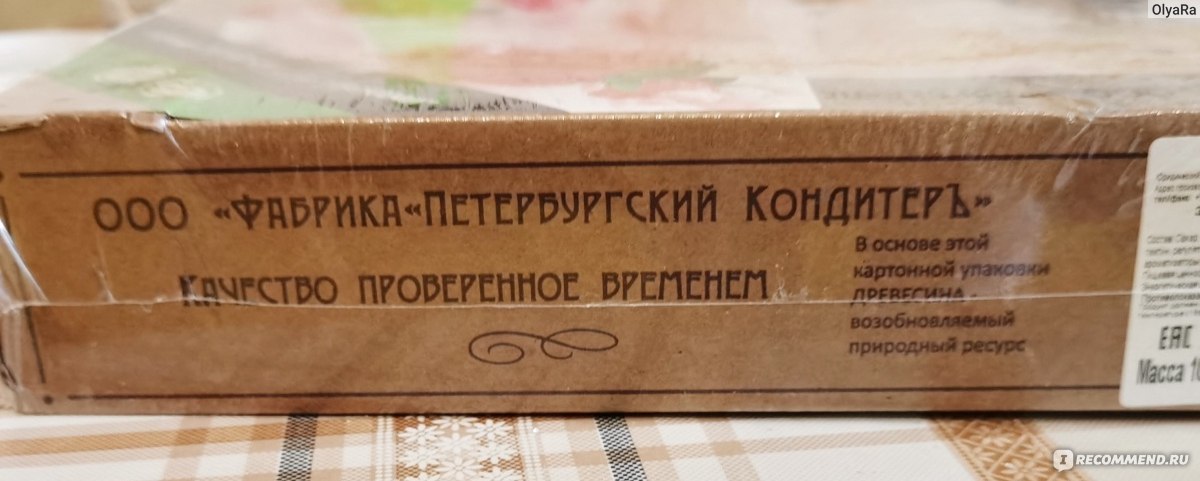 OlyaRa
ООО «Фабрика «Петербургский Кондитеръ»
Качество проверенное временем
В основе этой
картонной упаковки
ДРЕВЕСИНА -
возобновляемый
природный ресурс
ЕАС
Масса
IRECOMMEND.RU